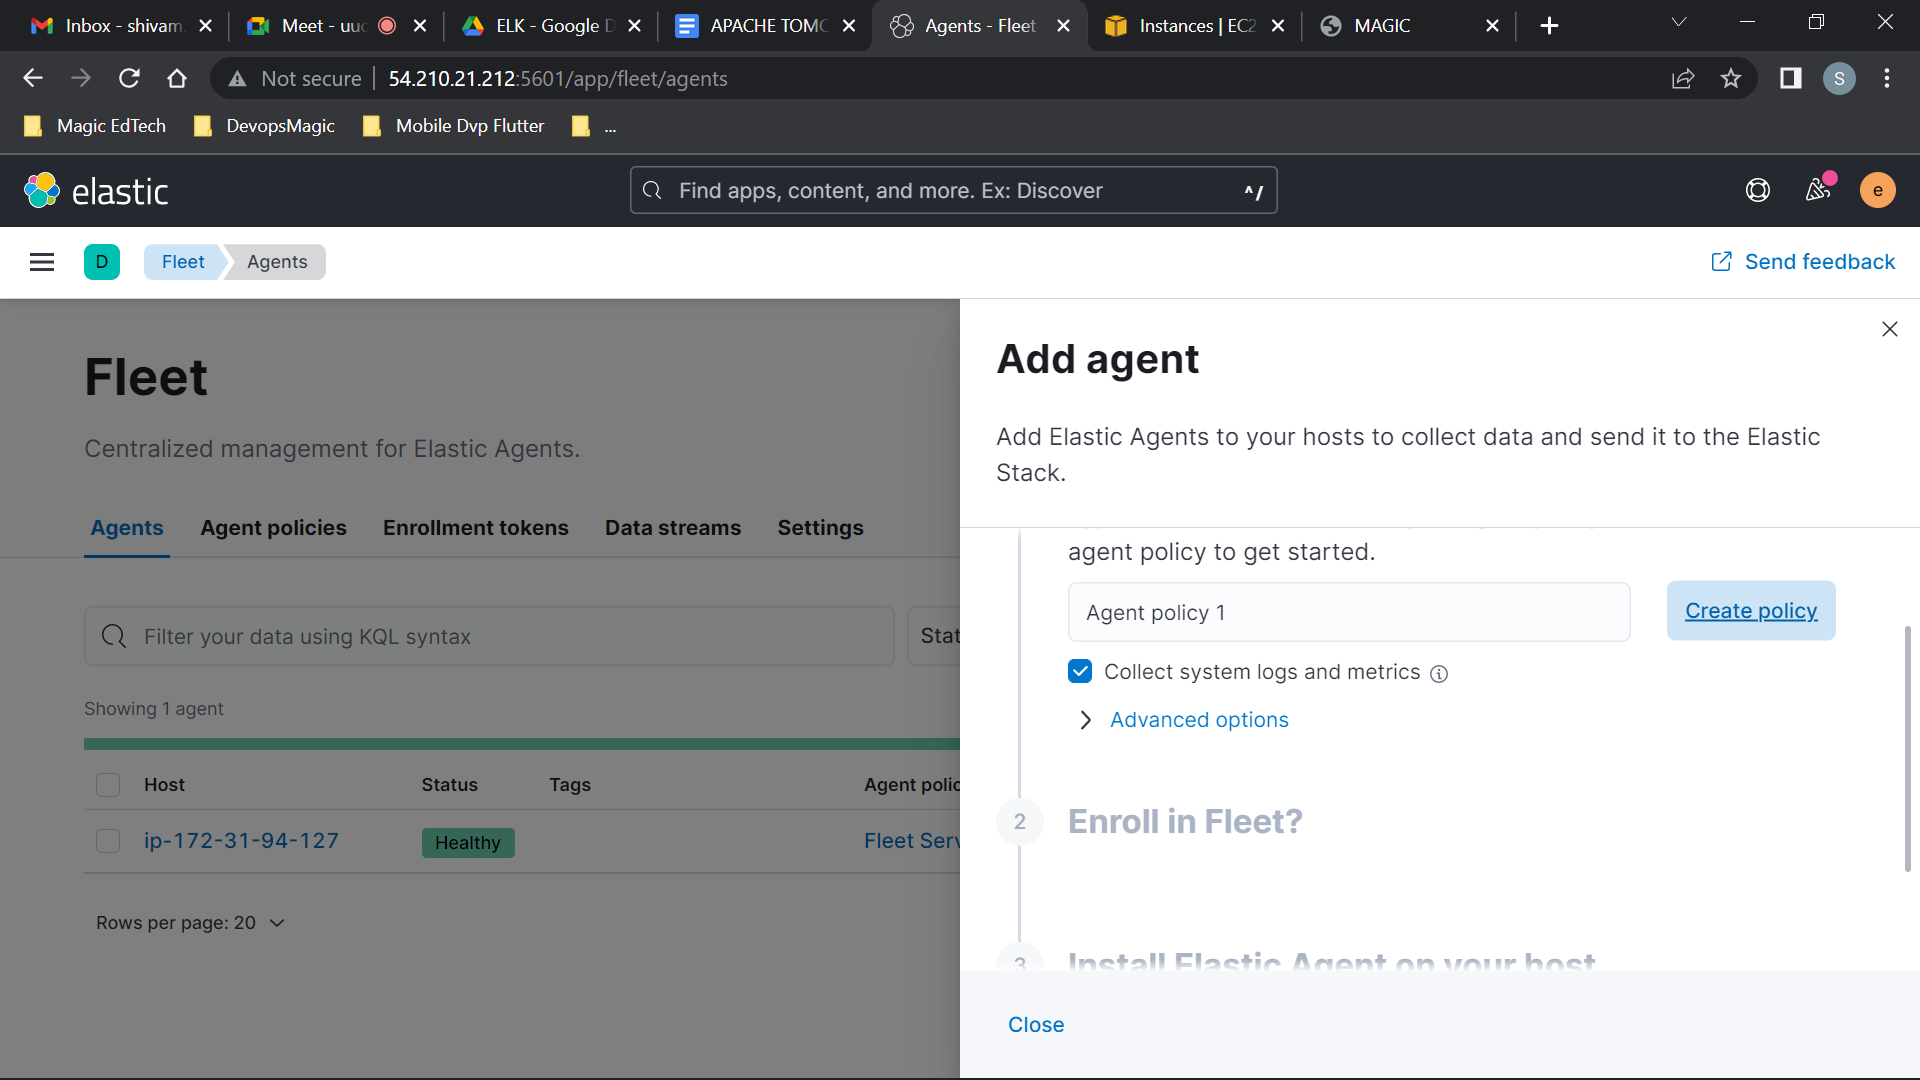 Inbox - shivam.
Meet - uuc
ELK - Google D
APACHE TOMC
Agents - Fleet
Instances | EC2
MAGIC
Not secure
54.210.21.212:5601/app/fleet/agents
S
Magic EdTech
DevopsMagic
Mobile Dvp Flutter
...
elastic
Find apps, content, and more. Ex: Discover
^/
e
D
Fleet
Agents
Send feedback
Fleet
Centralized management for Elastic Agents.
Agents
Agent policies
Enrollment tokens
Data streams
Settings
Filter your data using KQL syntax
Stat
Showing 1 agent
Host
Status
Tags
Agent polic
ip-172-31-94-127
Healthy
Fleet Serv
Rows per page: 20
Add agent
Add Elastic Agents to your hosts to collect data and send it to the Elastic
Stack.
agent policy to get started.
Agent policy 1
Create policy
Collect system logs and metrics
Advanced options
2
Enroll in Fleet?
3
Install Elastic Agent on your host
Close